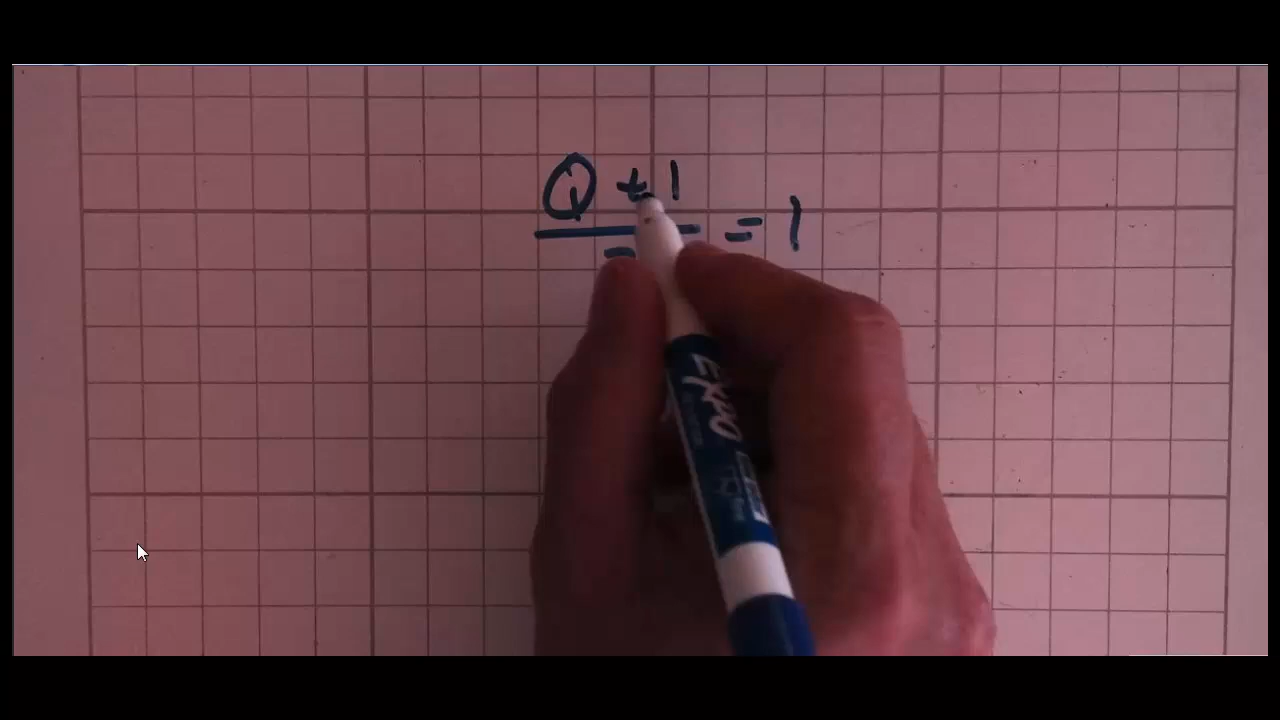 Q + 1
= 1
EXPO